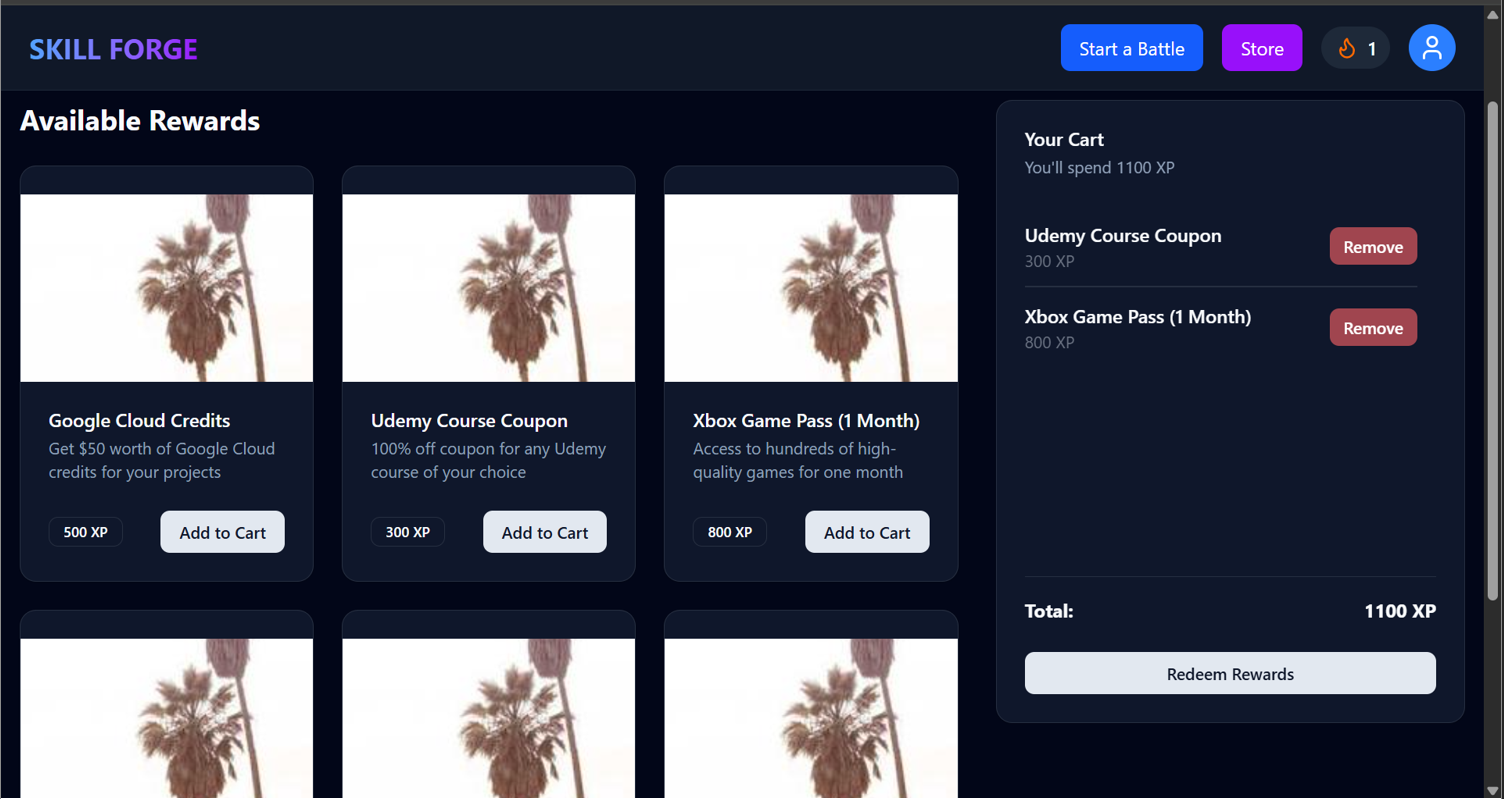 SKILL FORGE
Start a Battle
Store
1
Available Rewards
Google Cloud Credits
Get $50 worth of Google Cloud
credits for your projects
500 XP
Add to Cart
Udemy Course Coupon
100% off coupon for any Udemy
course of your choice
300 XP
Add to Cart
Xbox Game Pass (1 Month)
Access to hundreds of high-
quality games for one month
800 XP
Add to Cart
Your Cart
You'll spend 1100 XP
Udemy Course Coupon
300 XP
Remove
Xbox Game Pass (1 Month)
800 XP
Remove
Total:
1100 XP
Redeem Rewards